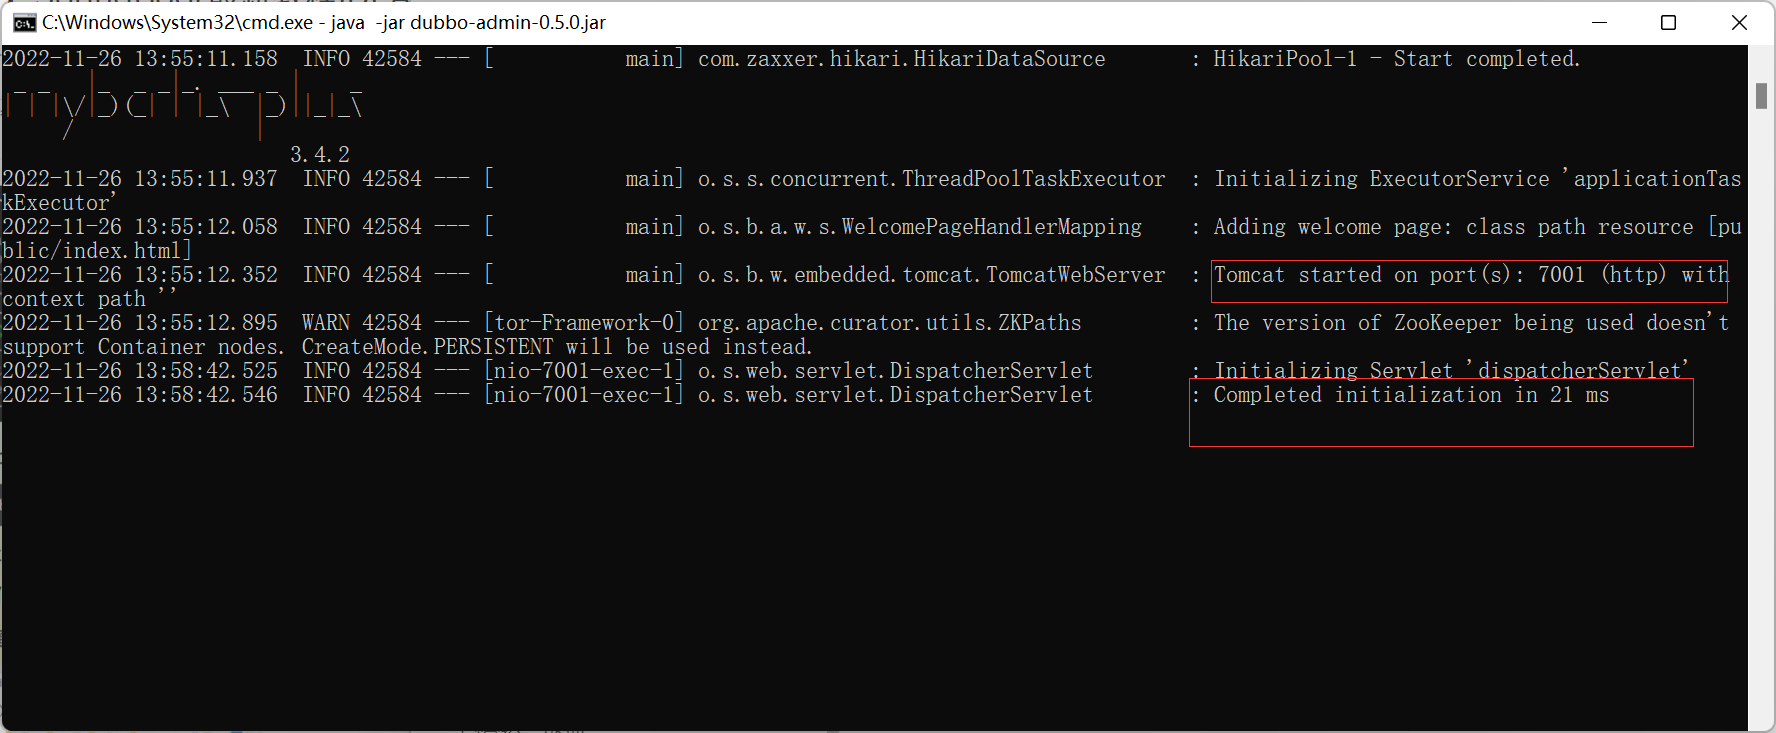 C:\Windows\System32\cmd.exe - java  -jar dubbo-admin-0.5.0.jar
2022-11-26 13:55:11.158  INFO 42584 --- [           main] com.zaxxer.hikari.HikariDataSource       : HikariPool-1 - Start completed.
 _ _   |_  _ _|_. ___ _ |    _
| | |\/|_)(_| | |_\  |_)||_|_\
     /               |
                        3.4.2
2022-11-26 13:55:11.937  INFO 42584 --- [           main] o.s.s.concurrent.ThreadPoolTaskExecutor  : Initializing ExecutorService 'applicationTas
kExecutor'
2022-11-26 13:55:12.058  INFO 42584 --- [           main] o.s.b.a.w.s.WelcomePageHandlerMapping    : Adding welcome page: class path resource [pu
blic/index.html]
2022-11-26 13:55:12.352  INFO 42584 --- [           main] o.s.b.w.embedded.tomcat.TomcatWebServer  : Tomcat started on port(s): 7001 (http) with
context path ''
2022-11-26 13:55:12.895  WARN 42584 --- [tor-Framework-0] org.apache.curator.utils.ZKPaths         : The version of ZooKeeper being used doesn't
support Container nodes. CreateMode.PERSISTENT will be used instead.
2022-11-26 13:58:42.525  INFO 42584 --- [nio-7001-exec-1] o.s.web.servlet.DispatcherServlet        : Initializing Servlet 'dispatcherServlet'
2022-11-26 13:58:42.546  INFO 42584 --- [nio-7001-exec-1] o.s.web.servlet.DispatcherServlet        : Completed initialization in 21 ms